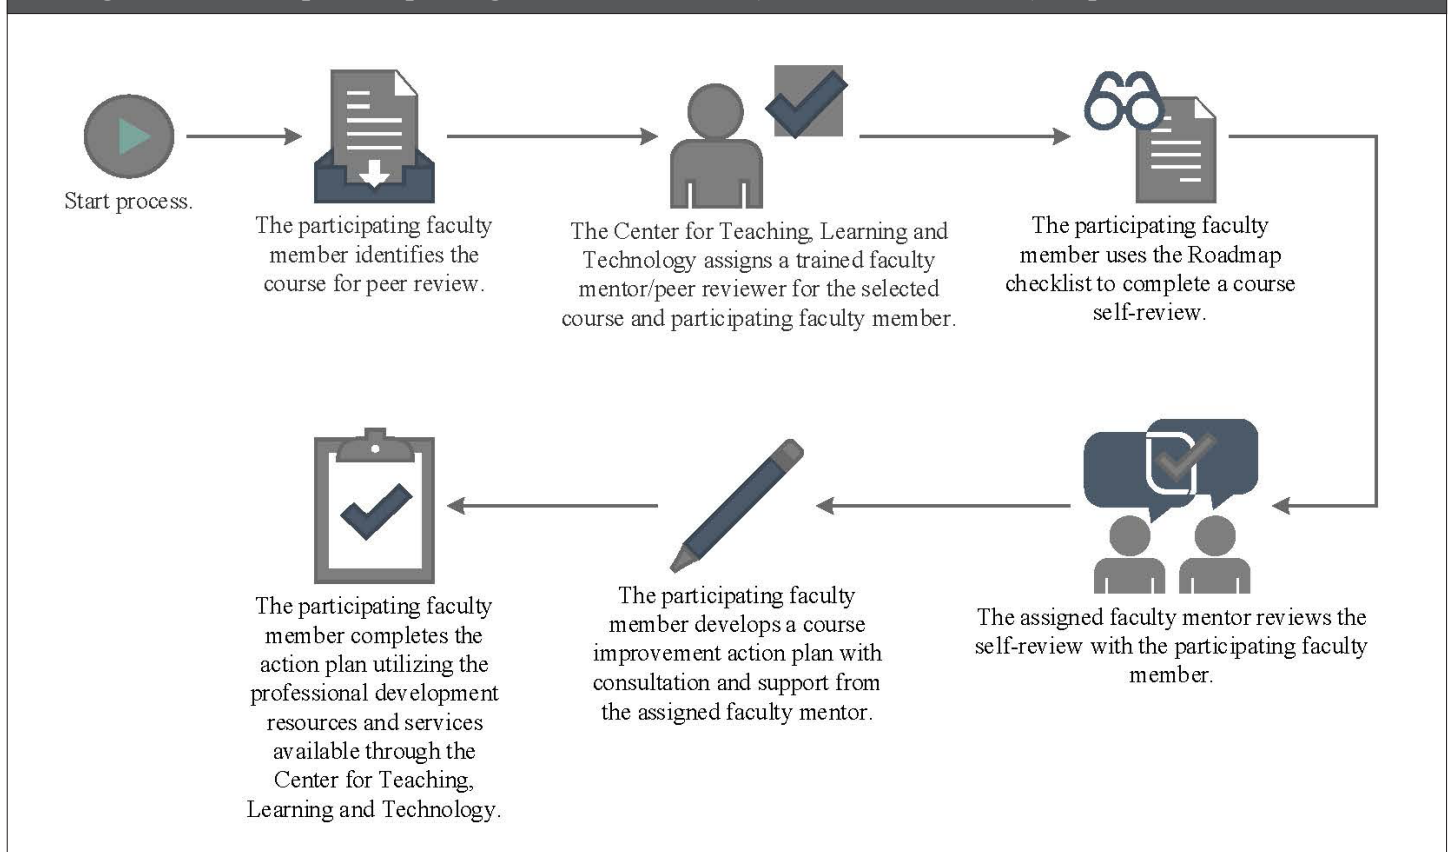 Start process.
The participating faculty
member identifies the
course for peer review.
The Center for Teaching, Learning and
Technology assigns a trained faculty
mentor/peer reviewer for the selected
course and participating faculty member.
The participating faculty
member uses the Roadmap
checklist to complete a course
self-review.
The assigned faculty mentor reviews the
self-review with the participating faculty
member.
The participating faculty
member develops a course
improvement action plan with
consultation and support from
the assigned faculty mentor.
The participating faculty
member completes the
action plan utilizing the
professional development
resources and services
available through the
Center for Teaching,
Learning and Technology.